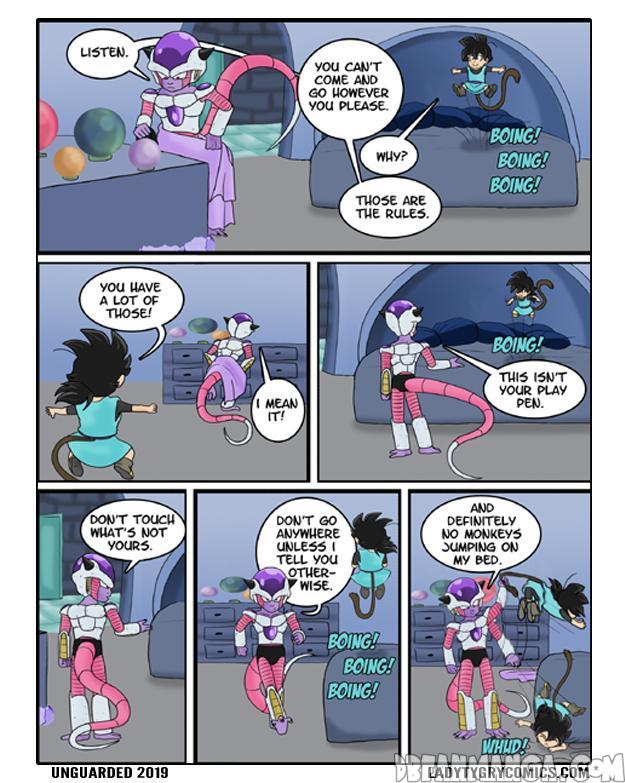 LISTEN.
YOU CAN'T
COME AND
GO HOWEVER
YOU PLEASE.
WHY?
THOSE ARE
THE RULES.
BOING!
BOING!
BOING!
YOU HAVE
A LOT OF
THOSE!
I MEAN
IT!
BOING!
THIS ISN'T
YOUR PLAY
PEN.
DON'T TOUCH
WHAT'S NOT
YOURS.
DON'T GO
ANYWHERE
UNLESS I
TELL YOU
OTHER-
WISE.
BOING!
BOING!
BOING!
AND
DEFINITELY
NO MONKEYS
JUMPING ON
MY BED.
WHUD!
DBFANMANGA.COM
UNGUARDED 2019
LADYTYGRYCOMICS.COM